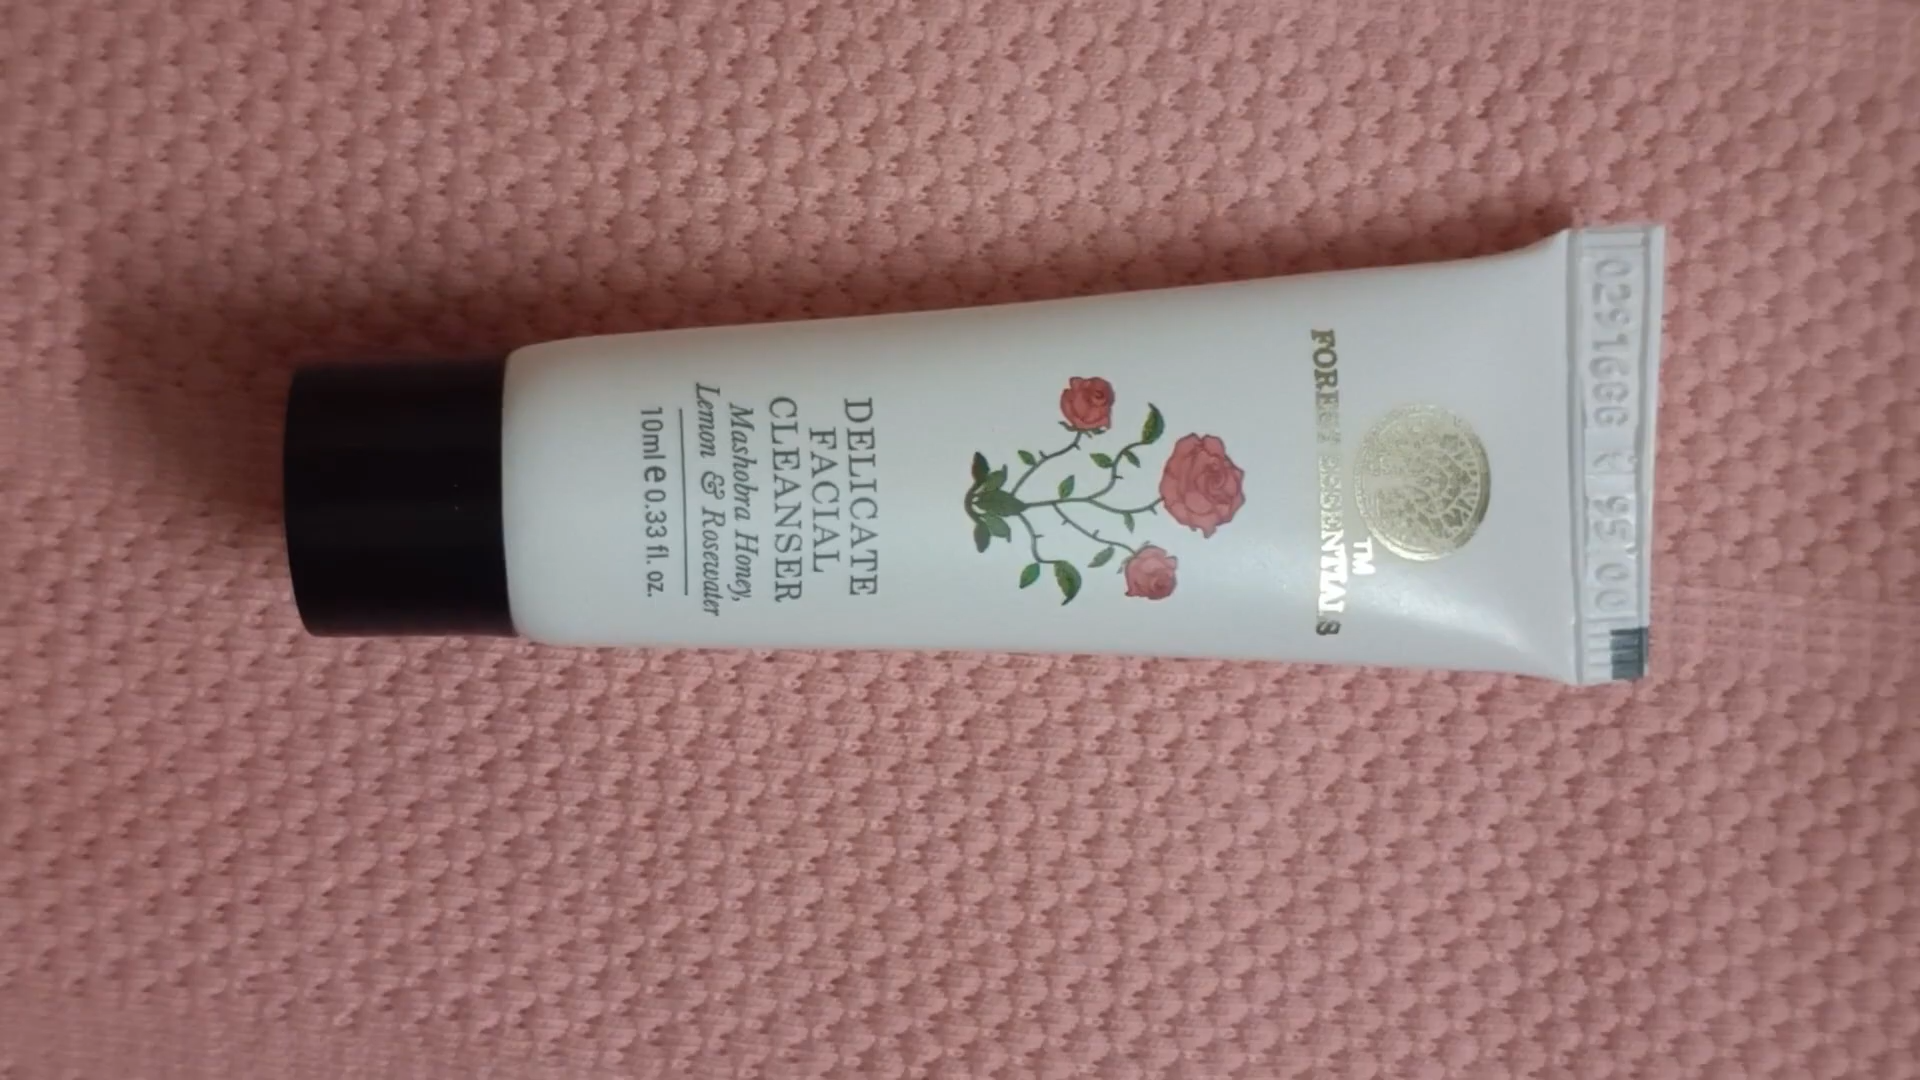 FOREST ESSENTIALS
TM
DELICATE
FACIAL
CLEANSER
Mashobra Honey,
Lemon & Rosewater
10ml e 0.33 fl. oz.